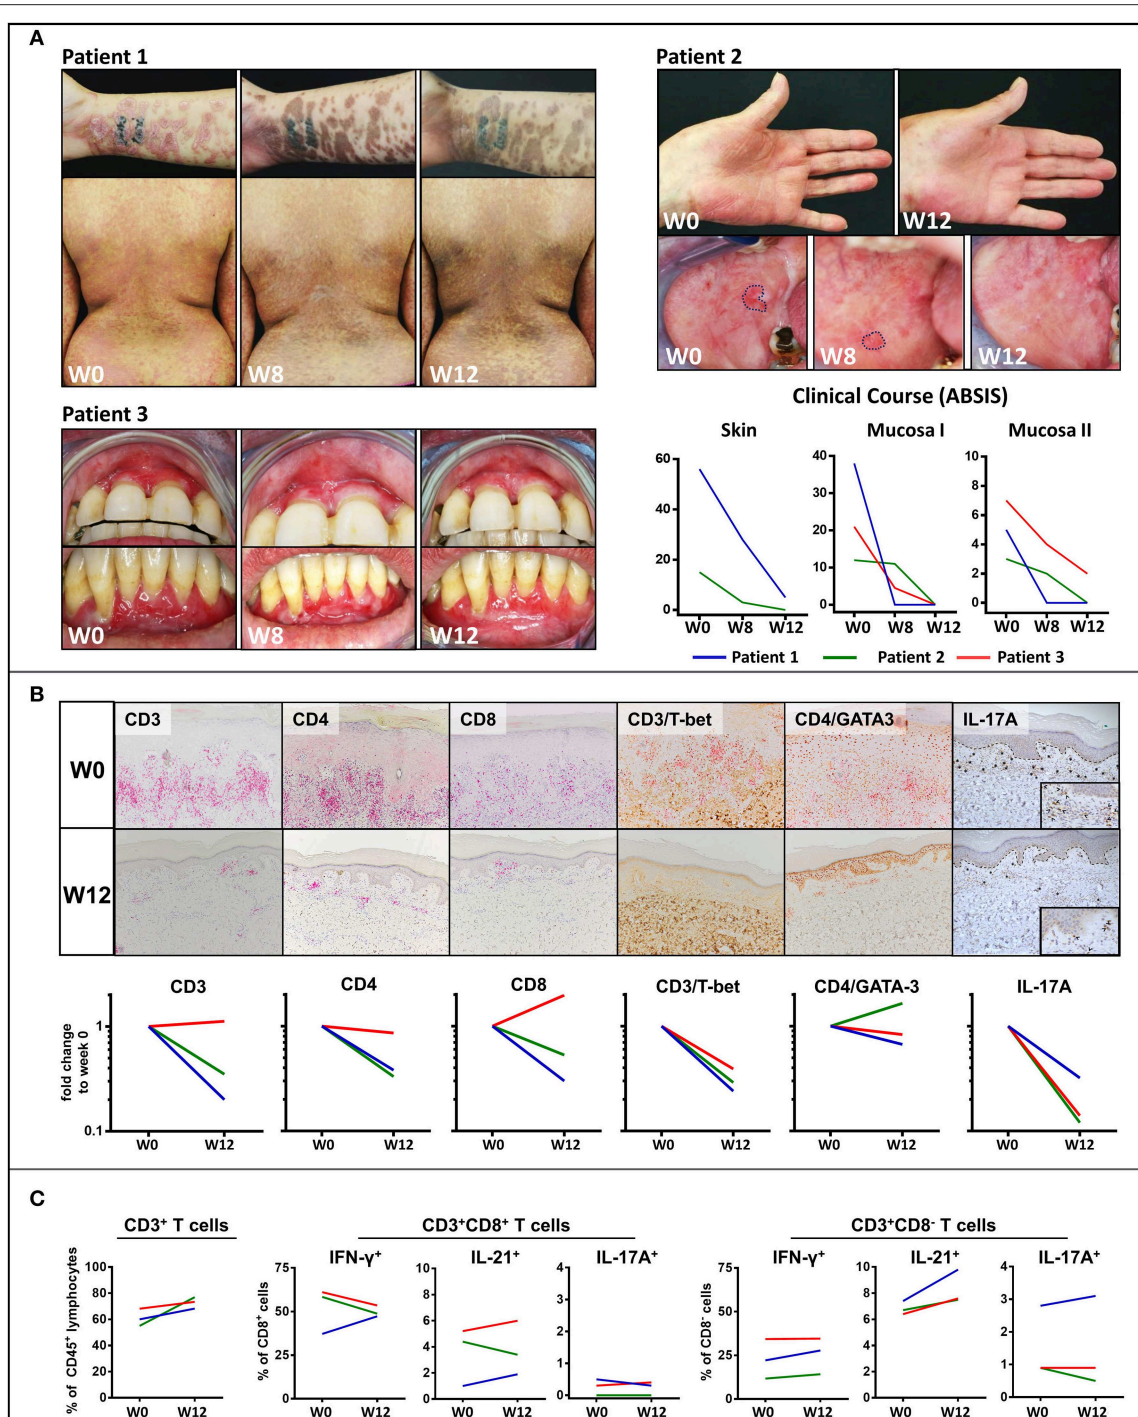 A
Patient 1
Patient 2
W0
W12
W0
W8
W12
W0
W8
W12
Patient 3
W0
W8
W12
Clinical Course (ABSIS)
Skin
Mucosa I
Mucosa II
60
40
20
0
W0 W8 W12
40
30
20
10
0
W0 W8 W12
10
8
6
4
2
0
W0 W8 W12
Patient 1 Patient 2 Patient 3
B
CD3 CD4 CD8 CD3/T-bet CD4/GATA3 IL-17A
W0
W12
CD3 CD4 CD8 CD3/T-bet CD4/GATA-3 IL-17A
fold change
to week 0
1
0.1
W0 W12 W0 W12 W0 W12 W0 W12 W0 W12 W0 W12
C
CD3⁺ T cells
CD3⁺CD8⁺ T cells
CD3⁺CD8⁻ T cells
IFN-γ⁺ IL-21⁺ IL-17A⁺
IFN-γ⁺ IL-21⁺ IL-17A⁺
% of CD45⁺ lymphocytes
100
80
60
40
20
0
W0 W12
% of CD8⁺ cells
75
50
25
0
W0 W12
10
8
6
4
2
0
W0 W12
4
3
2
1
0
W0 W12
% of CD8⁻ cells
75
50
25
0
W0 W12
10
8
6
4
2
0
W0 W12
4
3
2
1
0
W0 W12